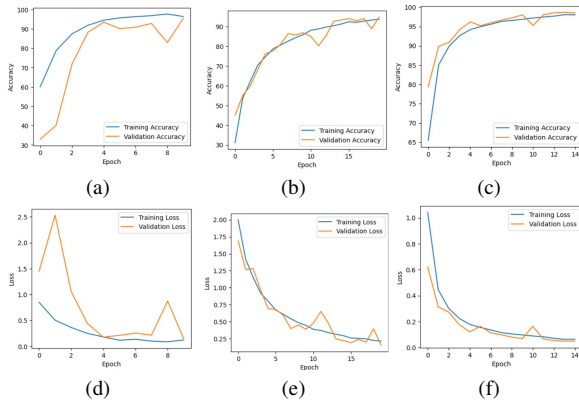 100
90
80
70
60
50
40
30
Accuracy
0 2 4 6 8
Epoch
Training Accuracy
Validation Accuracy
(a)
90
80
70
60
50
40
30
Accuracy
0 5 10 15
Epoch
Training Accuracy
Validation Accuracy
(b)
100
95
90
85
80
75
70
65
Accuracy
0 2 4 6 8 10 12 14
Epoch
Training Accuracy
Validation Accuracy
(c)
2.5
2.0
1.5
1.0
0.5
0.0
Loss
0 2 4 6 8
Epoch
Training Loss
Validation Loss
(d)
2.00
1.75
1.50
1.25
1.00
0.75
0.50
0.25
Loss
0 5 10 15
Epoch
Training Loss
Validation Loss
(e)
1.0
0.8
0.6
0.4
0.2
0.0
Loss
0 2 4 6 8 10 12 14
Epoch
Training Loss
Validation Loss
(f)